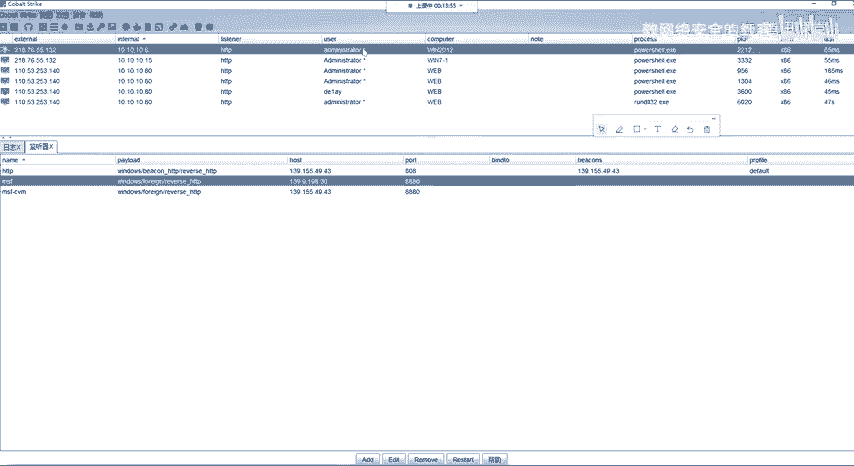 Cobalt Strike
上课中 00:13:55
external internal listener user computer note process pid
218.76.55.132 10.10.10.6 http administrator * WIN2012 powershell.exe 2212 x86 65ms
218.76.55.132 10.10.10.15 http Administrator * WIN7-1 powershell.exe 3332 x86 55ms
110.53.253.140 10.10.10.80 http Administrator * WEB powershell.exe 956 x86 165ms
110.53.253.140 10.10.10.80 http Administrator * WEB powershell.exe 1304 x86 46ms
110.53.253.140 10.10.10.80 http de1ay WEB powershell.exe 3600 x86 45ms
110.53.253.140 10.10.10.80 http administrator * WEB rundll32.exe 6020 x86 47s
日志X 监听器X
name payload host port bindto beacons profile
http windows/beacon_http/reverse_http 139.155.49.43 808 139.155.49.43 default
msf windows/foreign/reverse_http 139.9.198.30 8880
msf-cvm windows/foreign/reverse_http 139.155.49.43 8880
Add Edit Remove Restart 帮助